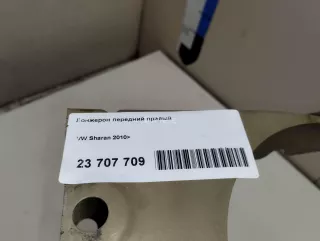 Лонжерон передний правый
VW Sharan 2010>
23 707 709